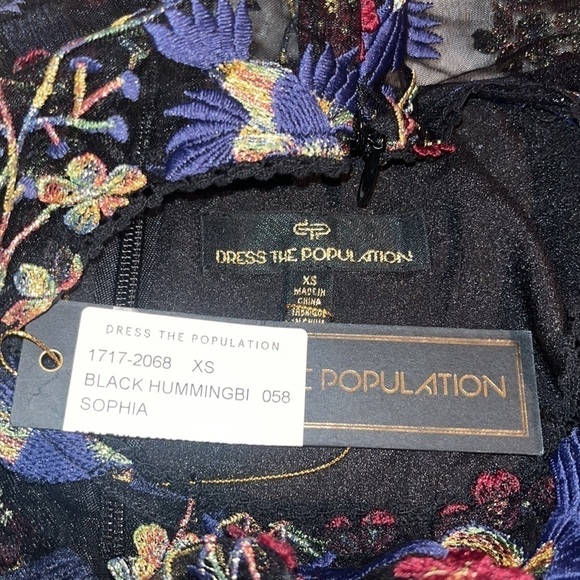 DRESS THE POPULATION
XS
MADE IN
CHINA
DRESS THE POPULATION
1717-2068 XS
BLACK HUMMINGBI 058
SOPHIA
POPULATION